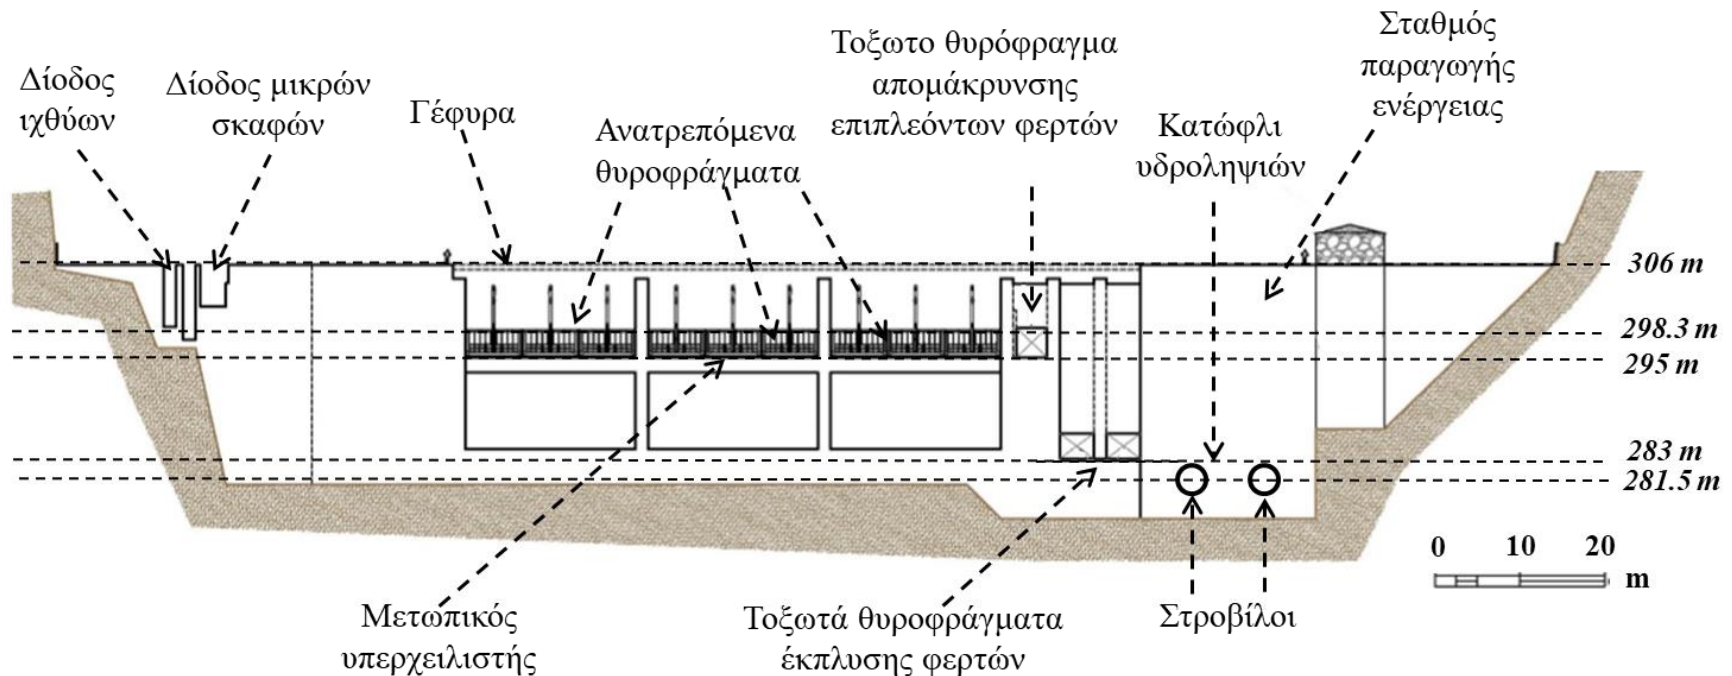 Δίοδος
ιχθύων
Δίοδος μικρών
σκαφών
Γέφυρα
Ανατρεπόμενα
θυροφράγματα
Τοξωτο θυρόφραγμα
απομάκρυνσης
επιπλεόντων φερτών
Κατώφλι
υδροληψιών
Σταθμός
παραγωγής
ενέργειας
306 m
298.3 m
295 m
283 m
281.5 m
0 10 20
m
Μετωπικός
υπερχειλιστής
Τοξωτά θυροφράγματα
έκπλυσης φερτών
Στροβίλοι